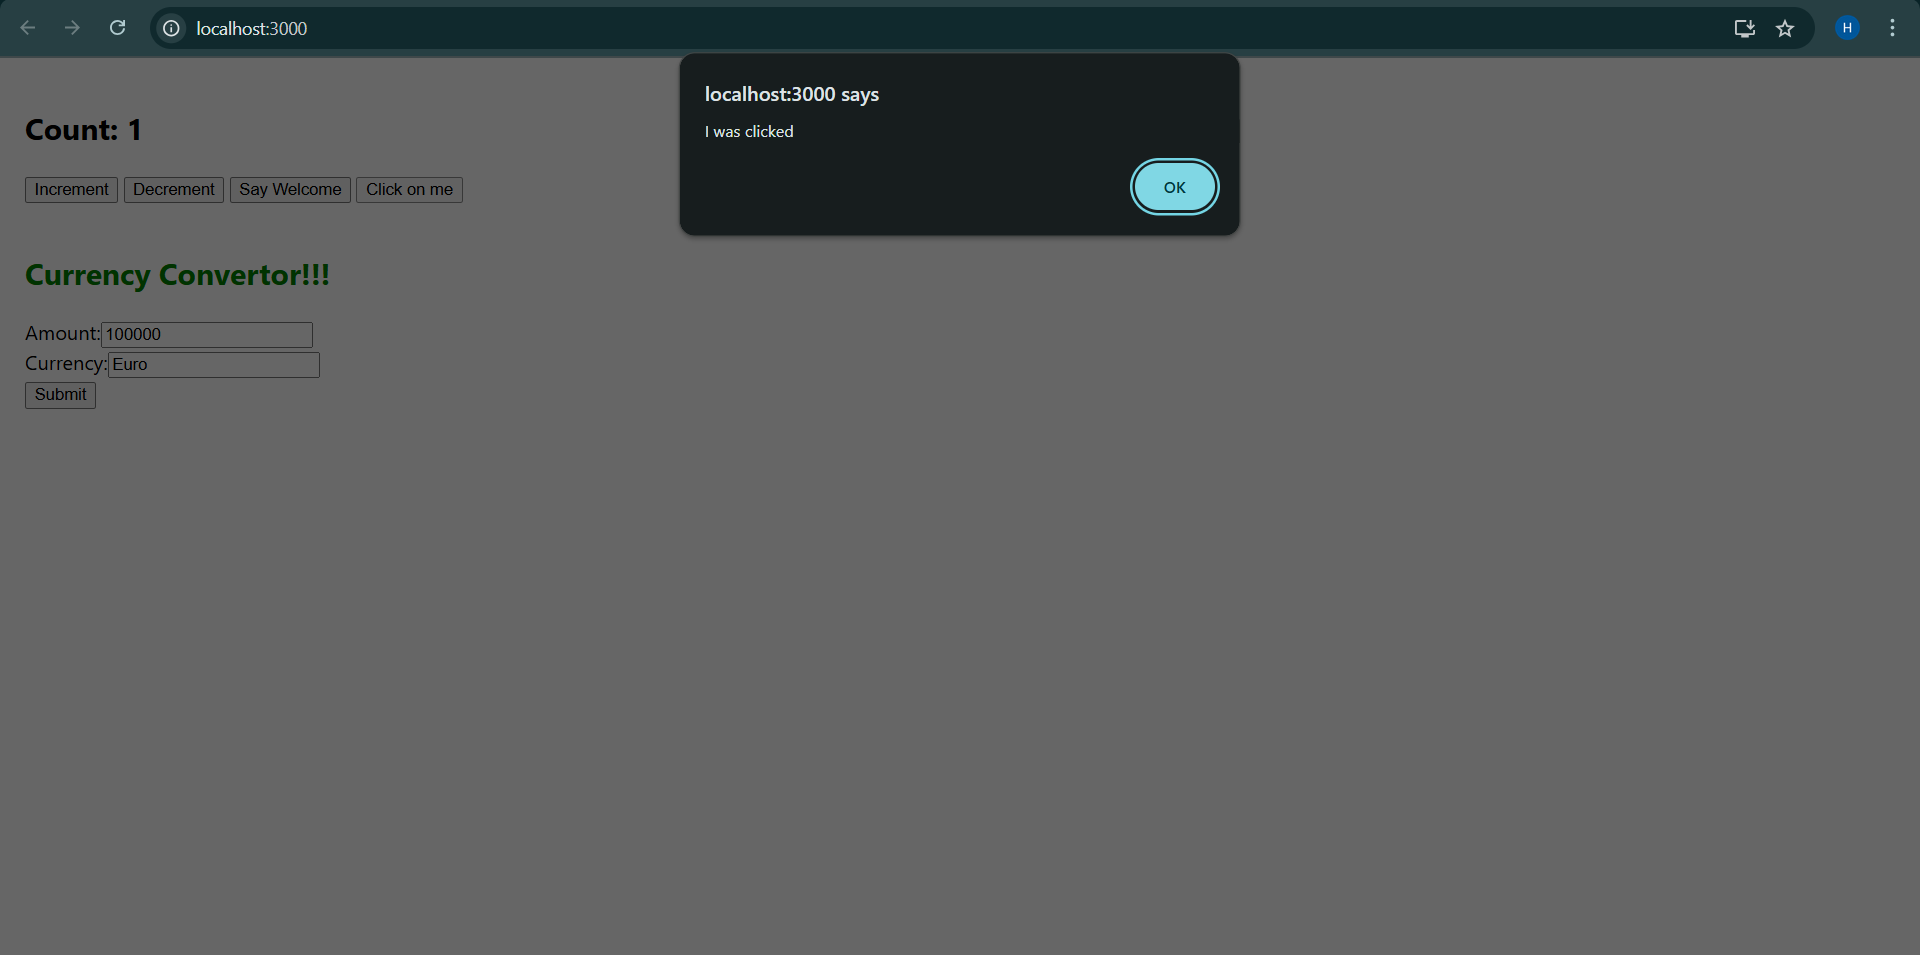 localhost:3000
H
localhost:3000 says
I was clicked
OK
Count: 1
Increment Decrement Say Welcome Click on me
Currency Convertor!!!
Amount: 100000
Currency: Euro
Submit